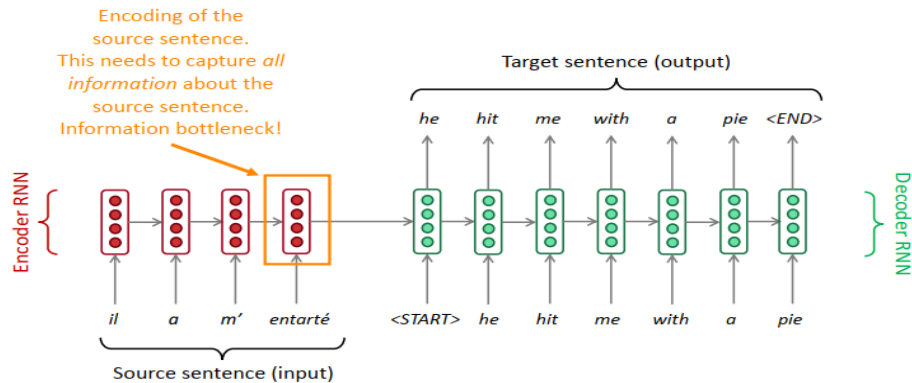 Encoding of the
source sentence.
This needs to capture all
information about the
source sentence.
Information bottleneck!
Target sentence (output)
he hit me with a pie <END>
Encoder RNN
Decoder RNN
il a m’ entarté <START> he hit me with a pie
Source sentence (input)